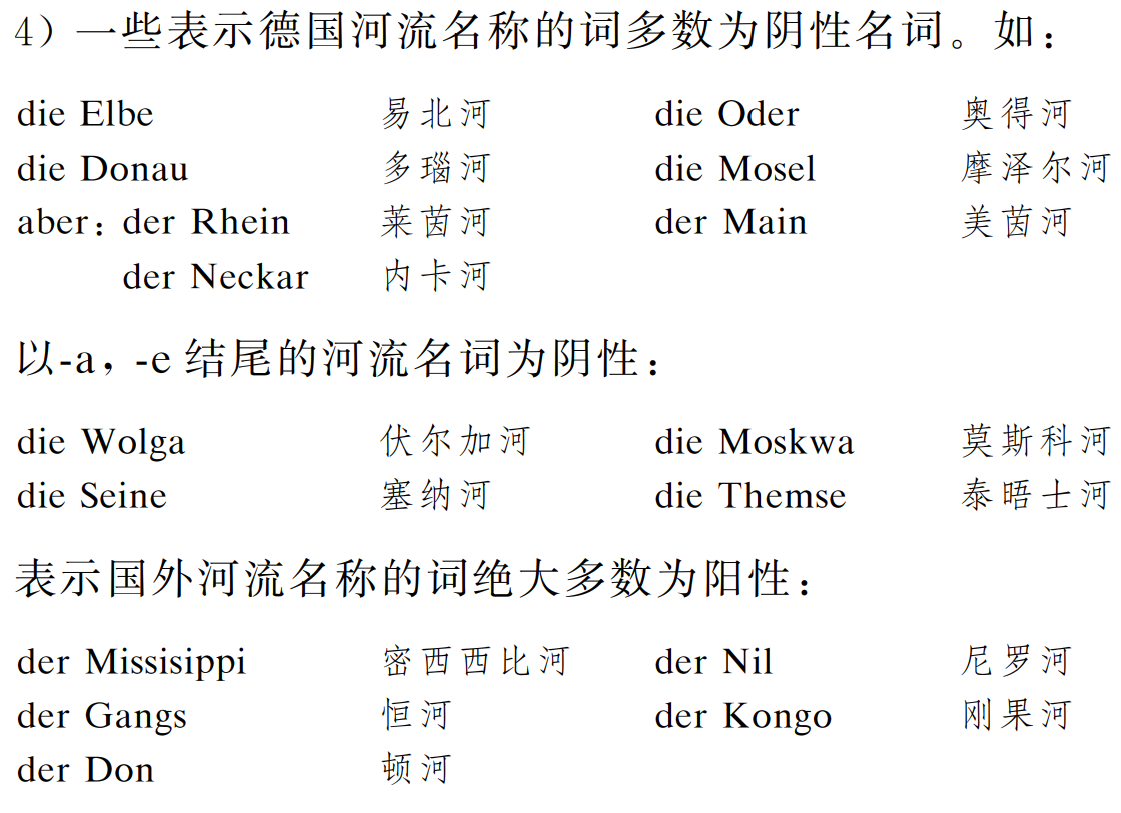 4）一些表示德国河流名称的词多数为阴性名词。如：
die Elbe 易北河 die Oder 奥得河
die Donau 多瑙河 die Mosel 摩泽尔河
aber：der Rhein 莱茵河 der Main 美茵河
der Neckar 内卡河
以-a，-e 结尾的河流名词为阴性：
die Wolga 伏尔加河 die Moskwa 莫斯科河
die Seine 塞纳河 die Themse 泰晤士河
表示国外河流名称的词绝大多数为阳性：
der Missisippi 密西西比河 der Nil 尼罗河
der Gangs 恒河 der Kongo 刚果河
der Don 顿河